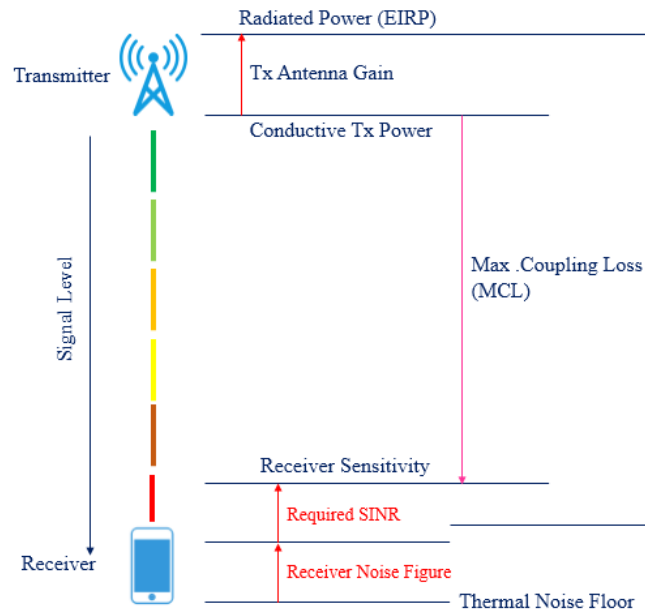 Radiated Power (EIRP)
Transmitter
Tx Antenna Gain
Conductive Tx Power
Signal Level
Max .Coupling Loss
(MCL)
Receiver Sensitivity
Required SINR
Receiver
Receiver Noise Figure
Thermal Noise Floor